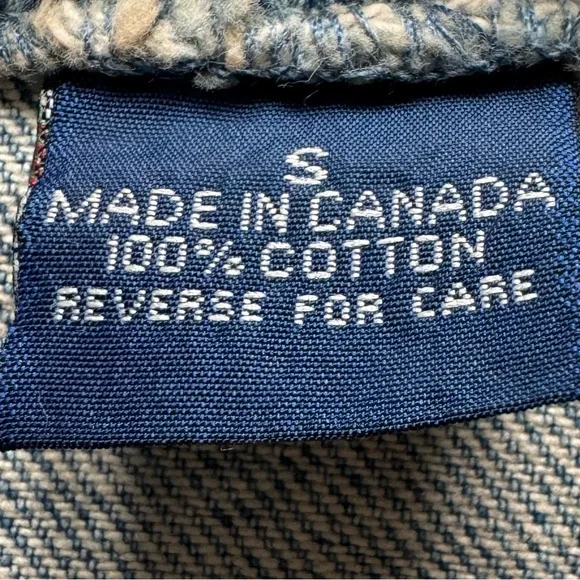 S
MADE IN CANADA
100% COTTON
REVERSE FOR CARE